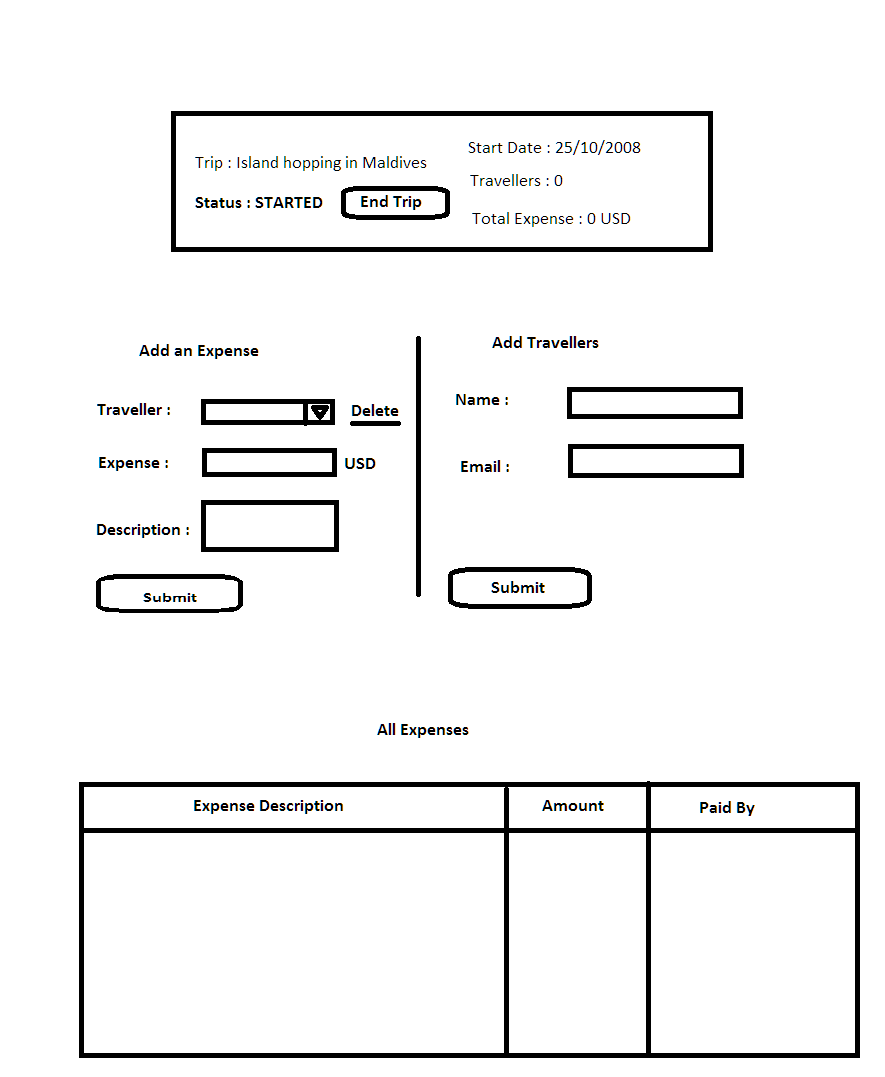 Trip : Island hopping in Maldives
Status : STARTED
End Trip
Start Date : 25/10/2008
Travellers : 0
Total Expense : 0 USD
Add an Expense
Traveller :
Delete
Expense :
USD
Description :
Submit
Add Travellers
Name :
Email :
Submit
All Expenses
Expense Description
Amount
Paid By